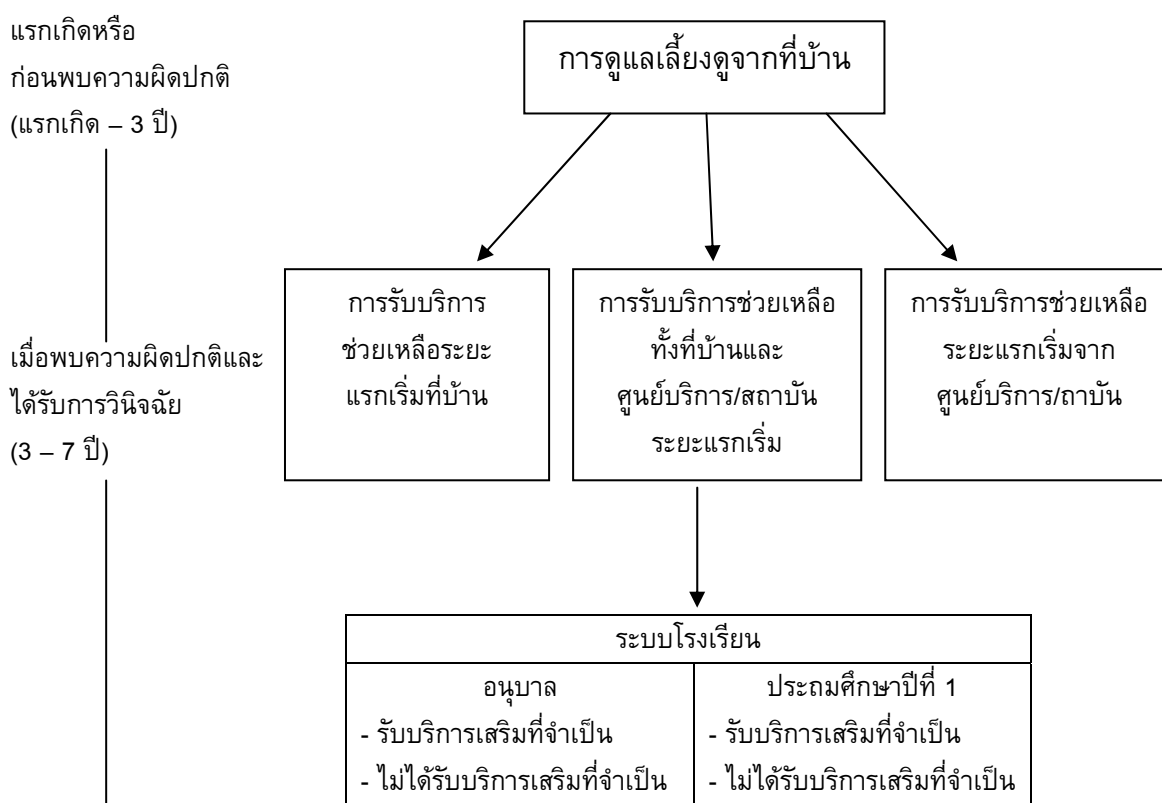 แรกเกิดหรือ
ก่อนพบความผิดปกติ
(แรกเกิด – 3 ปี)
การดูแลเลี้ยงดูจากที่บ้าน
การรับบริการ
ช่วยเหลือระยะ
แรกเริ่มที่บ้าน
การรับบริการช่วยเหลือ
ทั้งที่บ้านและ
ศูนย์บริการ/สถาบัน
ระยะแรกเริ่ม
การรับบริการช่วยเหลือ
ระยะแรกเริ่มจาก
ศูนย์บริการ/ถาบัน
เมื่อพบความผิดปกติและ
ได้รับการวินิจฉัย
(3 – 7 ปี)
ระบบโรงเรียน
อนุบาล
- รับบริการเสริมที่จำเป็น
- ไม่ได้รับบริการเสริมที่จำเป็น
ประถมศึกษาปีที่ 1
- รับบริการเสริมที่จำเป็น
- ไม่ได้รับบริการเสริมที่จำเป็น